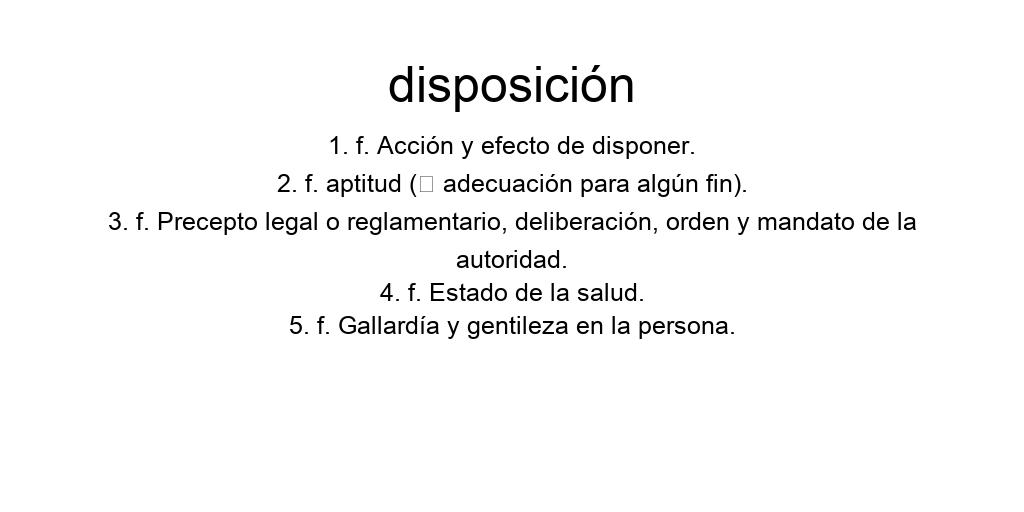 disposición
1. f. Acción y efecto de disponer.
2. f. aptitud (▯ adecuación para algún fin).
3. f. Precepto legal o reglamentario, deliberación, orden y mandato de la
autoridad.
4. f. Estado de la salud.
5. f. Gallardía y gentileza en la persona.